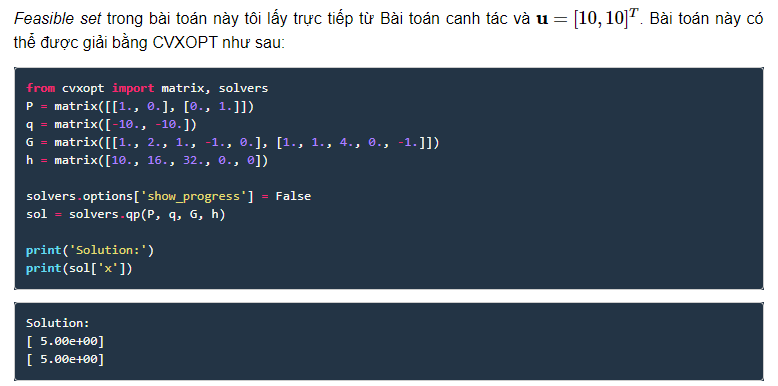 Feasible set trong bài toán này tôi lấy trực tiếp từ Bài toán canh tác và u = [10, 10]^T. Bài toán này có
thể được giải bằng CVXOPT như sau:
from cvxopt import matrix, solvers
P = matrix([[1., 0.], [0., 1.]])
q = matrix([-10., -10.])
G = matrix([[1., 2., 1., -1., 0.], [1., 1., 4., 0., -1.]])
h = matrix([10., 16., 32., 0., 0])
solvers.options['show_progress'] = False
sol = solvers.qp(P, q, G, h)
print('Solution:')
print(sol['x'])
Solution:
[ 5.00e+00]
[ 5.00e+00]